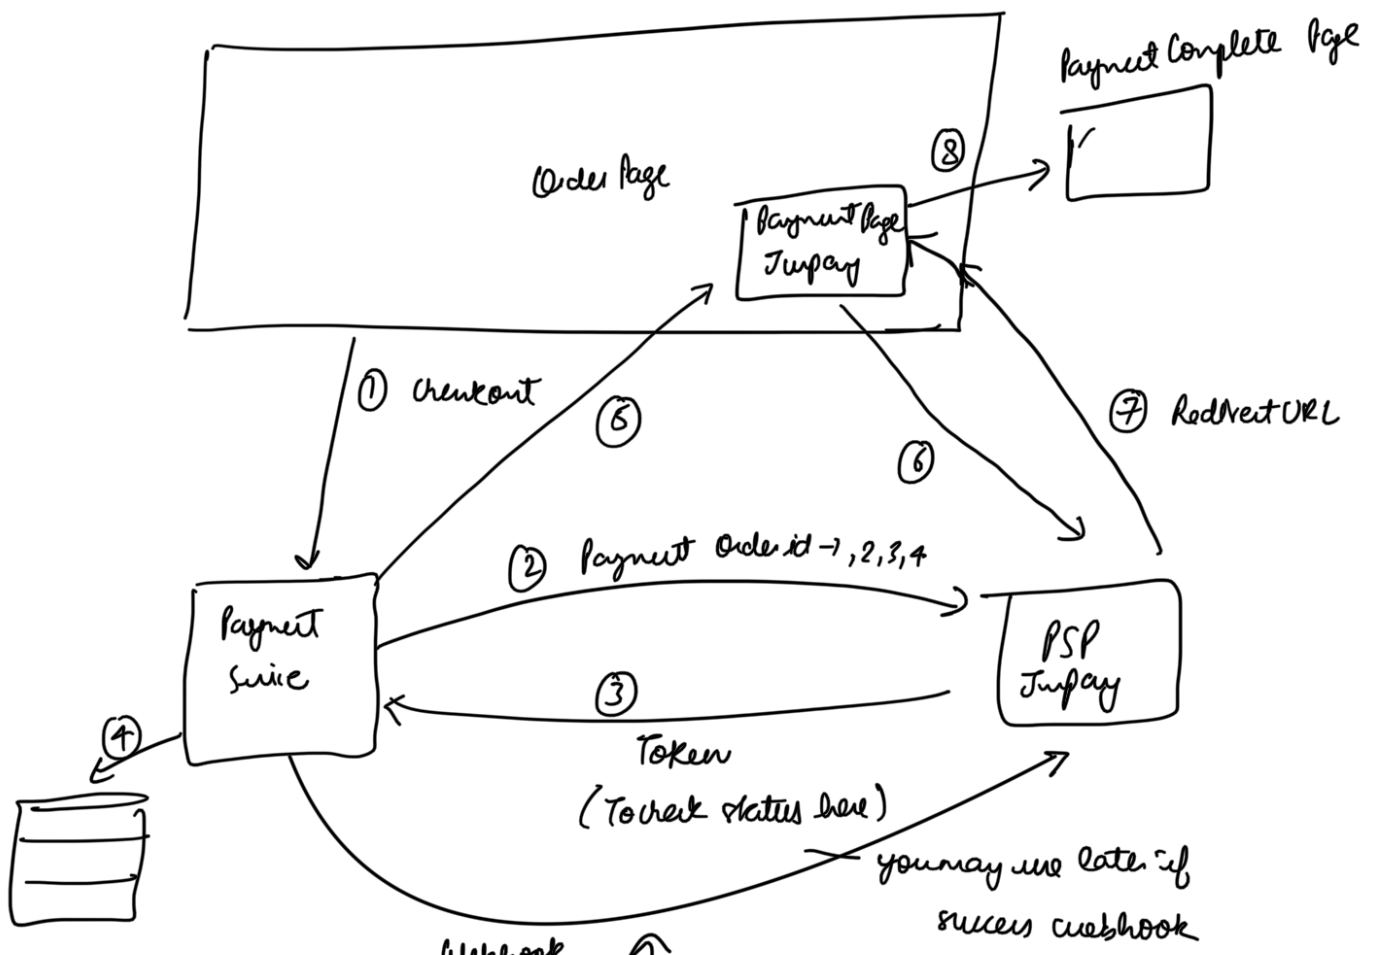 Payment Complete Page
8
Order Page
Payment Page
Juspay
1 Checkout
5
6
7 Redirect URL
2 Payment Order id → 1, 2, 3, 4
Payment
Service
PSP
Juspay
3
4
Token
(To check status here)
you may use later if
success webhook
Webhook